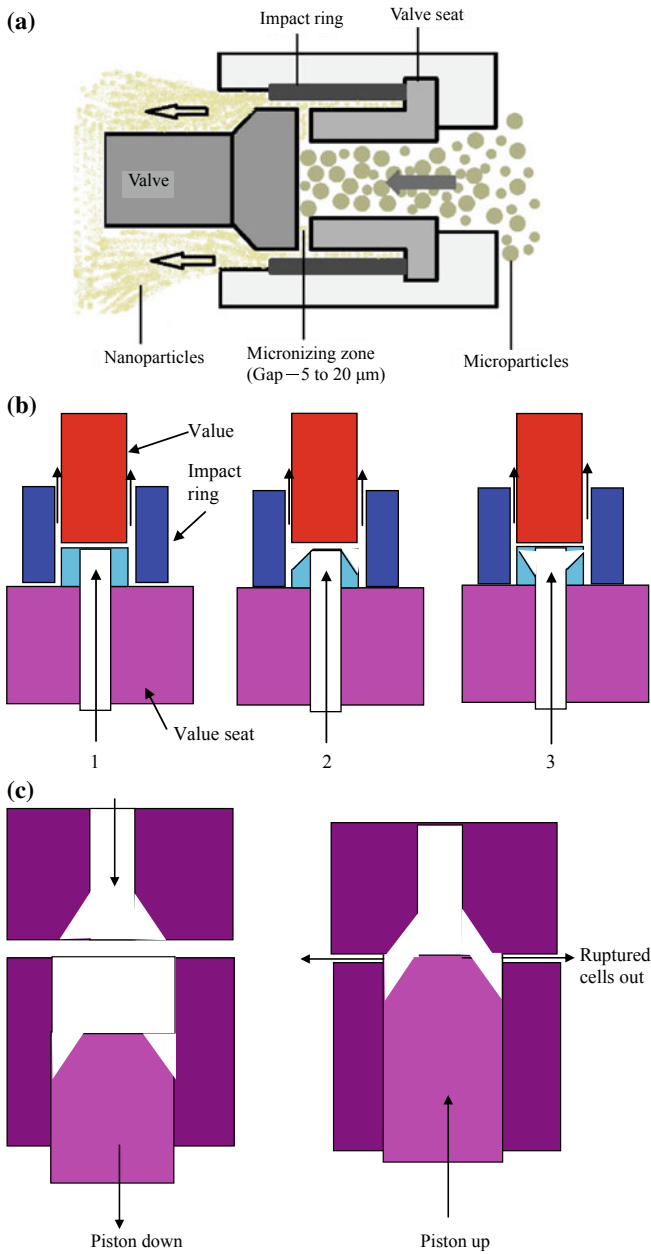 (a)
Impact ring
Valve seat
Valve
Nanoparticles
Micronizing zone
(Gap—5 to 20 μm)
Microparticles
(b)
Value
Impact
ring
Value seat
1
2
3
(c)
Ruptured
cells out
Piston down
Piston up